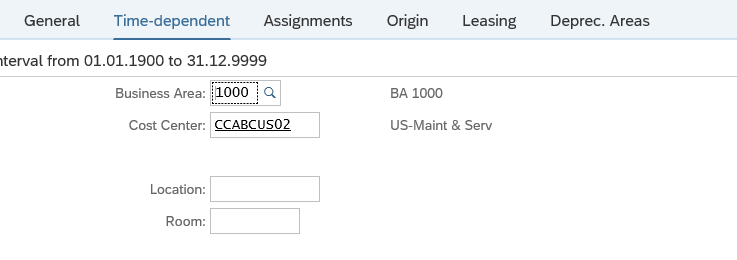 General Time-dependent Assignments Origin Leasing Deprec. Areas
nterval from 01.01.1900 to 31.12.9999
Business Area: 1000 BA 1000
Cost Center: CCABCUS02 US-Maint & Serv
Location:
Room: